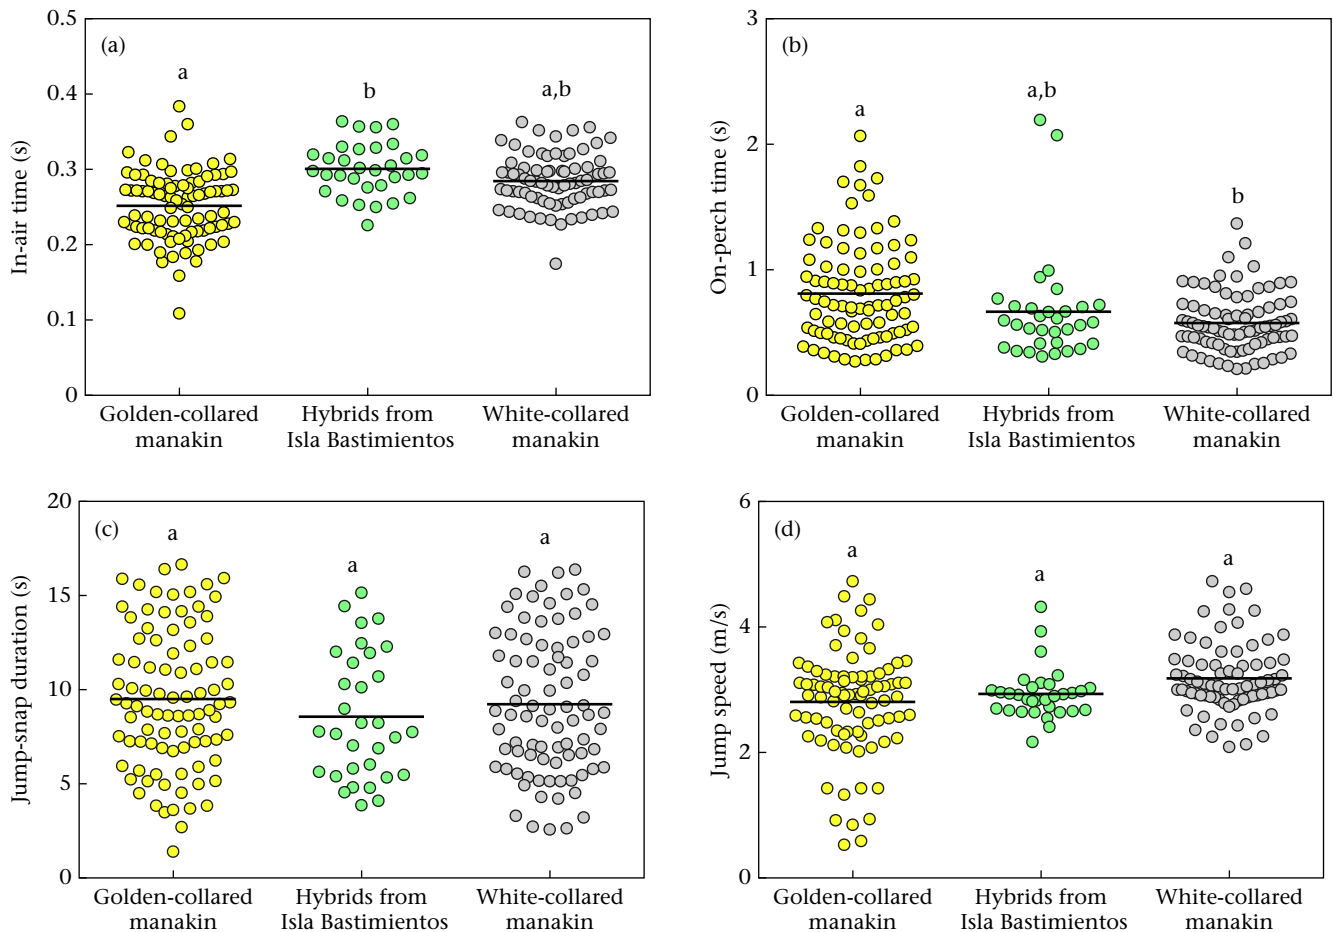 0.5
(a)
a
b
a,b
0.4
0.3
0.2
0.1
0
In-air time (s)
Golden-collared
manakin
Hybrids from
Isla Bastimientos
White-collared
manakin
3
(b)
a
a,b
b
2
1
0
On-perch time (s)
Golden-collared
manakin
Hybrids from
Isla Bastimientos
White-collared
manakin
20
(c)
a
a
a
15
10
5
0
Jump-snap duration (s)
Golden-collared
manakin
Hybrids from
Isla Bastimientos
White-collared
manakin
6
(d)
a
a
a
4
2
0
Jump speed (m/s)
Golden-collared
manakin
Hybrids from
Isla Bastimientos
White-collared
manakin